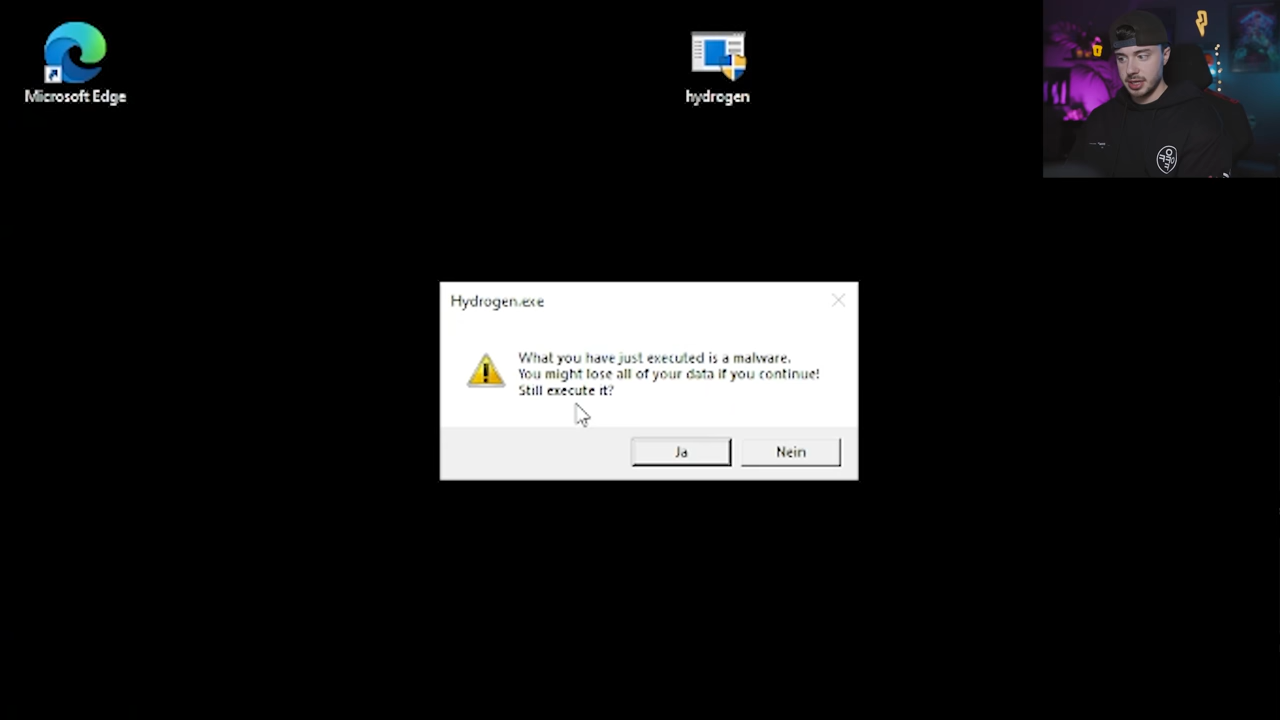 Microsoft Edge
hydrogen
Hydrogen.exe
What you have just executed is a malware.
You might lose all of your data if you continue!
Still execute it?
Ja
Nein